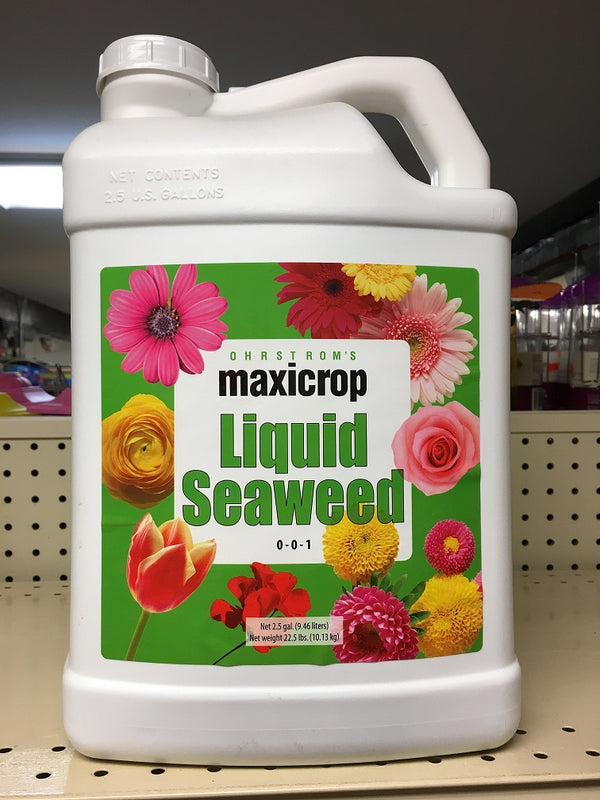 NET CONTENTS
2.5 U.S. GALLONS
OHRSTROM'S
maxicrop
Liquid
Seaweed
0-0-1
Net 2.5 gal. (9.46 liters)
Net weight 22.5 lbs. (10.13 kg)